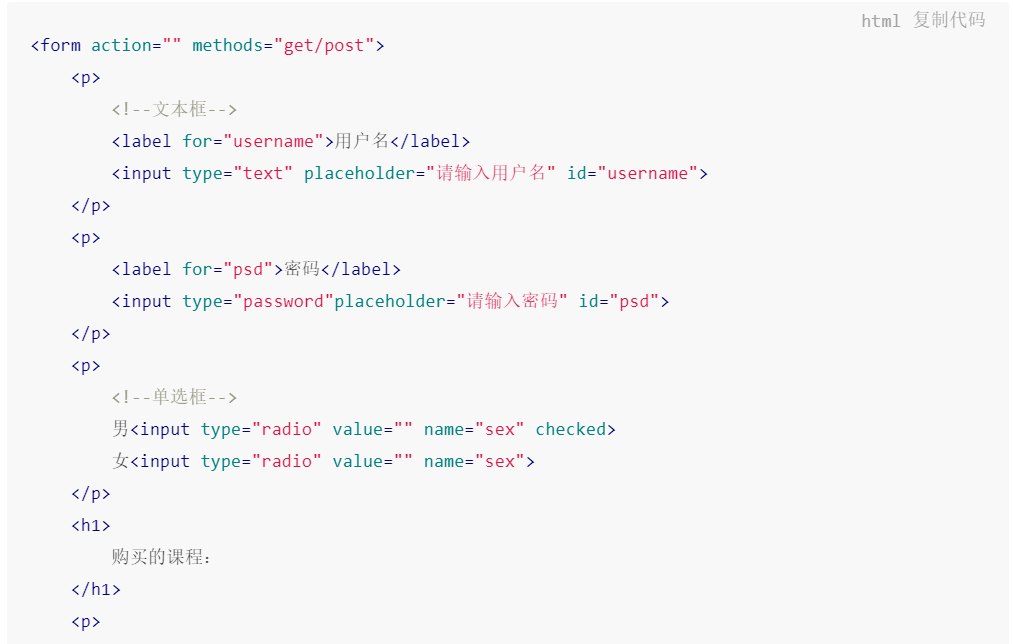 html 复制代码
<form action="" methods="get/post">
<p>
<!--文本框-->
<label for="username">用户名</label>
<input type="text" placeholder="请输入用户名" id="username">
</p>
<p>
<label for="psd">密码</label>
<input type="password"placeholder="请输入密码" id="psd">
</p>
<p>
<!--单选框-->
男<input type="radio" value="" name="sex" checked>
女<input type="radio" value="" name="sex">
</p>
<h1>
购买的课程：
</h1>
<p>